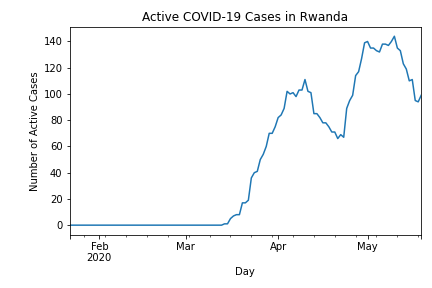 Active COVID-19 Cases in Rwanda
Number of Active Cases
140
120
100
80
60
40
20
0
Feb
2020
Mar
Apr
May
Day